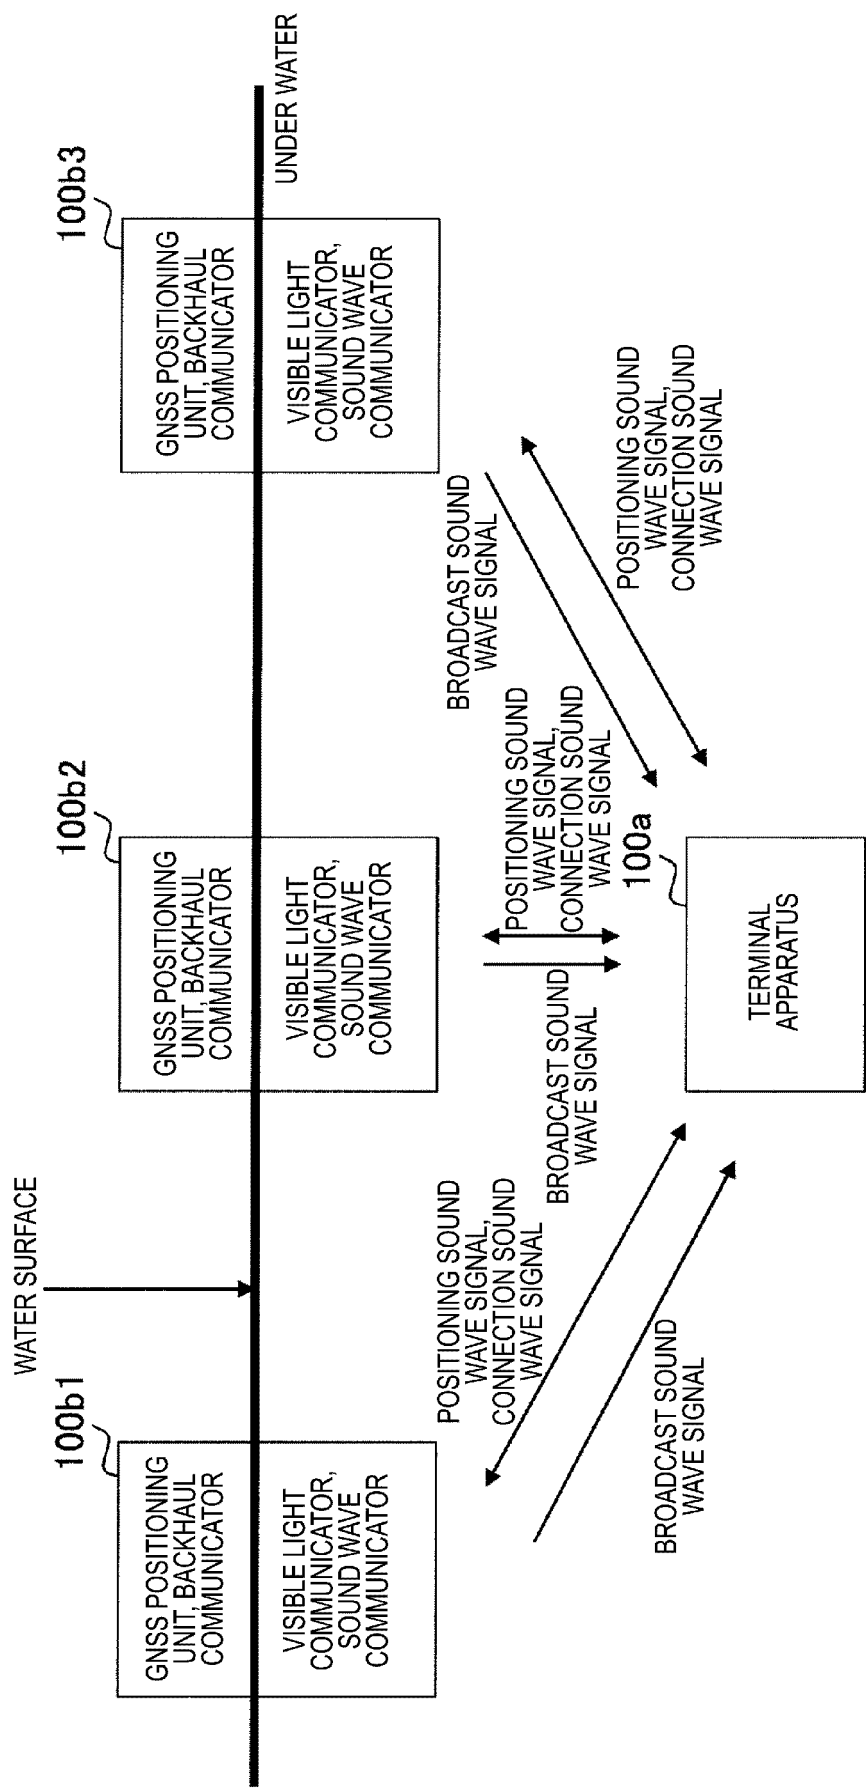 WATER SURFACE
100b1
GNSS POSITIONING
UNIT, BACKHAUL
COMMUNICATOR
VISIBLE LIGHT
COMMUNICATOR,
SOUND WAVE
COMMUNICATOR
100b2
GNSS POSITIONING
UNIT, BACKHAUL
COMMUNICATOR
VISIBLE LIGHT
COMMUNICATOR,
SOUND WAVE
COMMUNICATOR
100b3
GNSS POSITIONING
UNIT, BACKHAUL
COMMUNICATOR
VISIBLE LIGHT
COMMUNICATOR,
SOUND WAVE
COMMUNICATOR
UNDER WATER
POSITIONING SOUND
WAVE SIGNAL,
CONNECTION SOUND
WAVE SIGNAL
BROADCAST SOUND
WAVE SIGNAL
BROADCAST SOUND
WAVE SIGNAL
POSITIONING SOUND
WAVE SIGNAL,
CONNECTION SOUND
WAVE SIGNAL
BROADCAST SOUND
WAVE SIGNAL
POSITIONING SOUND
WAVE SIGNAL,
CONNECTION SOUND
WAVE SIGNAL
100a
TERMINAL
APPARATUS